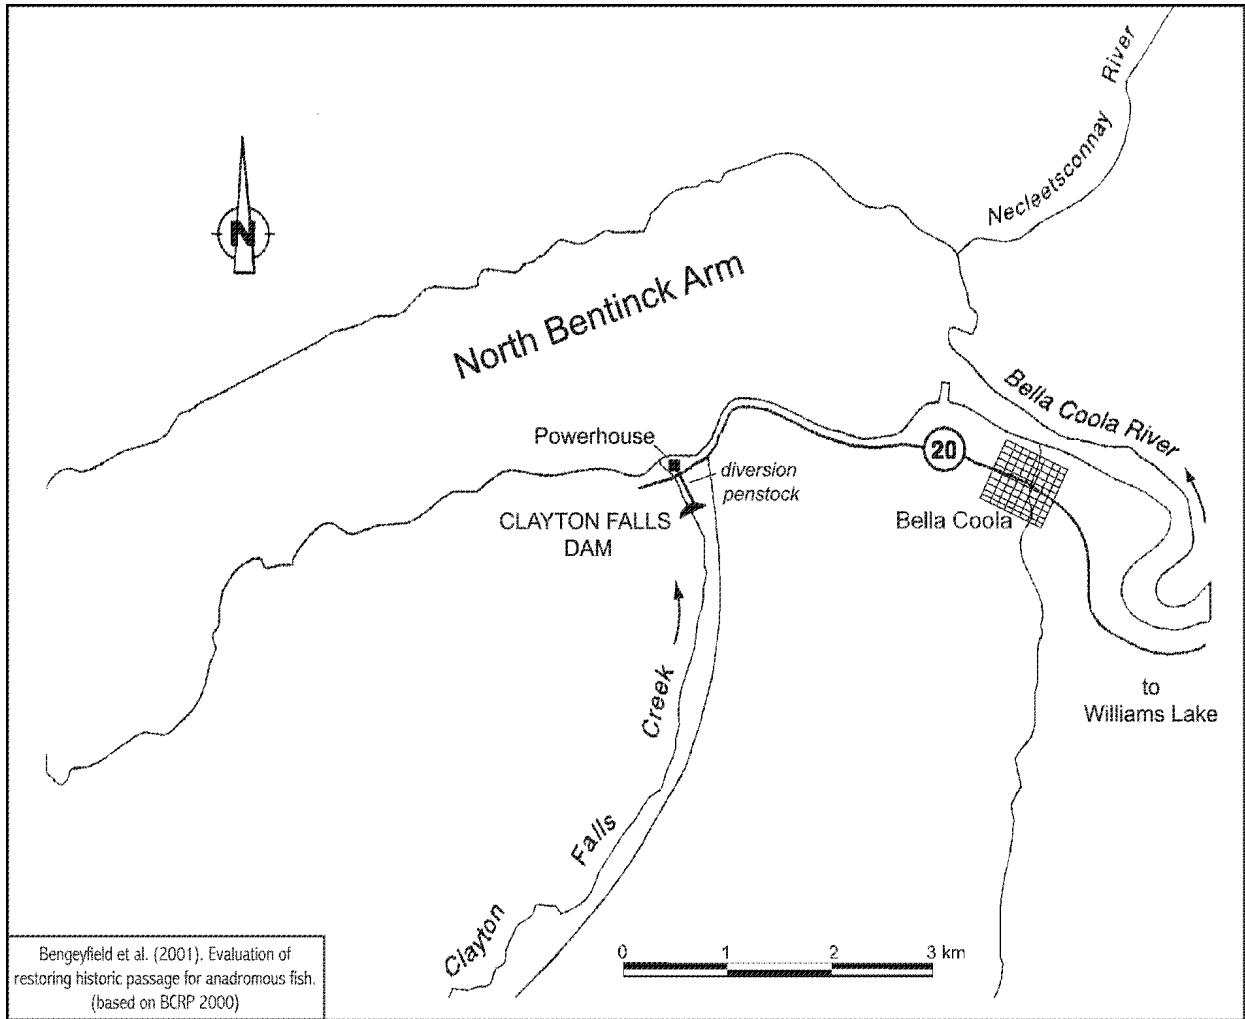 Necleetsconnay River
N
North Bentinck Arm
Bella Coola River
Powerhouse
20
diversion
penstock
CLAYTON FALLS
DAM
Bella Coola
to
Williams Lake
Clayton Falls Creek
0 1 2 3 km
Bengeyfield et al. (2001). Evaluation of
restoring historic passage for anadromous fish.
(based on BCRP 2000)